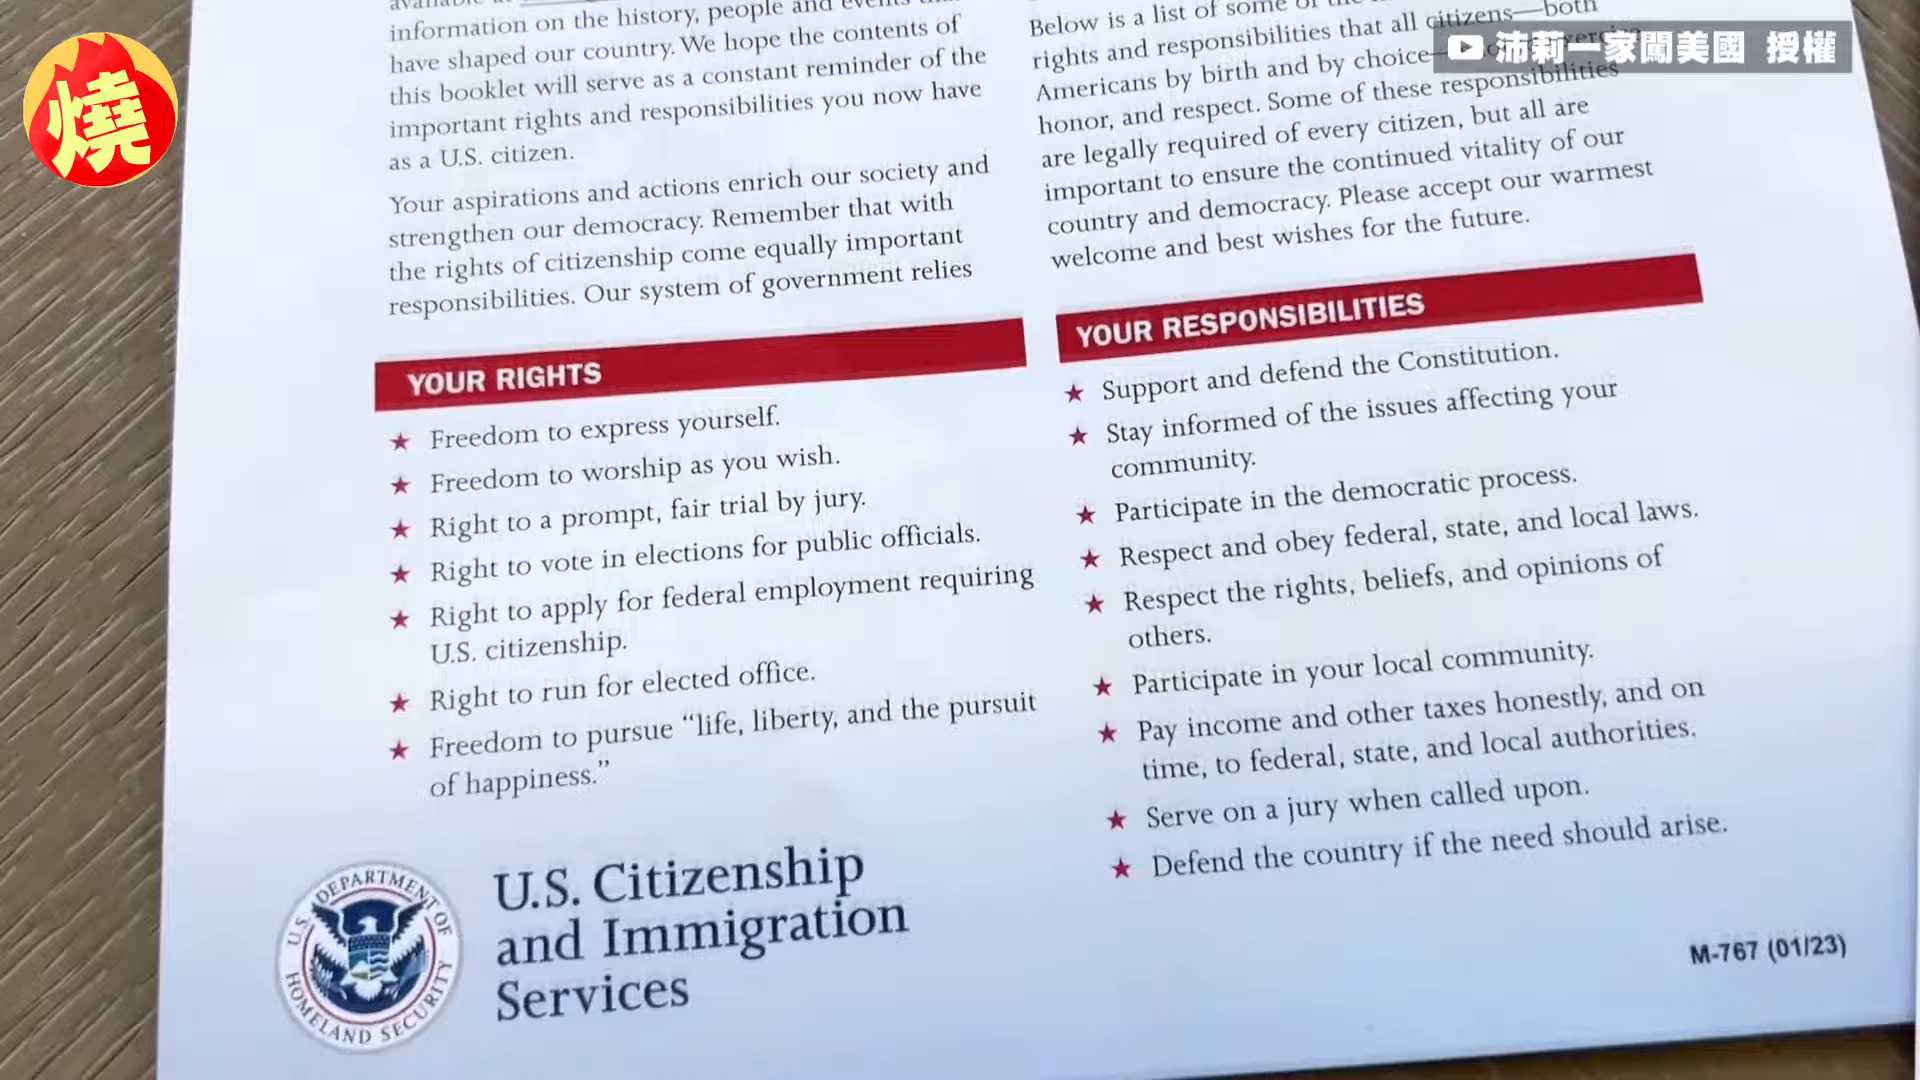 燒
沛莉一家闖美國 授權
information on the history, people and
have shaped our country. We hope the contents of
this booklet will serve as a constant reminder of the
important rights and responsibilities you now have
as a U.S. citizen.
Your aspirations and actions enrich our society and
strengthen our democracy. Remember that with
the rights of citizenship come equally important
responsibilities. Our system of government relies
YOUR RIGHTS
★ Freedom to express yourself.
★ Freedom to worship as you wish.
★ Right to a prompt, fair trial by jury.
★ Right to vote in elections for public officials.
★ Right to apply for federal employment requiring
U.S. citizenship.
★ Right to run for elected office.
★ Freedom to pursue “life, liberty, and the pursuit
of happiness.”
U.S. DEPARTMENT OF HOMELAND SECURITY
U.S. Citizenship
and Immigration
Services
Below is a list of some of
rights and responsibilities that all citizens—both
Americans by birth and by choice—
honor, and respect. Some of these responsibilities
are legally required of every citizen, but all are
important to ensure the continued vitality of our
country and democracy. Please accept our warmest
welcome and best wishes for the future.
YOUR RESPONSIBILITIES
★ Support and defend the Constitution.
★ Stay informed of the issues affecting your
community.
★ Participate in the democratic process.
★ Respect and obey federal, state, and local laws.
★ Respect the rights, beliefs, and opinions of
others.
★ Participate in your local community.
★ Pay income and other taxes honestly, and on
time, to federal, state, and local authorities.
★ Serve on a jury when called upon.
★ Defend the country if the need should arise.
M-767 (01/23)